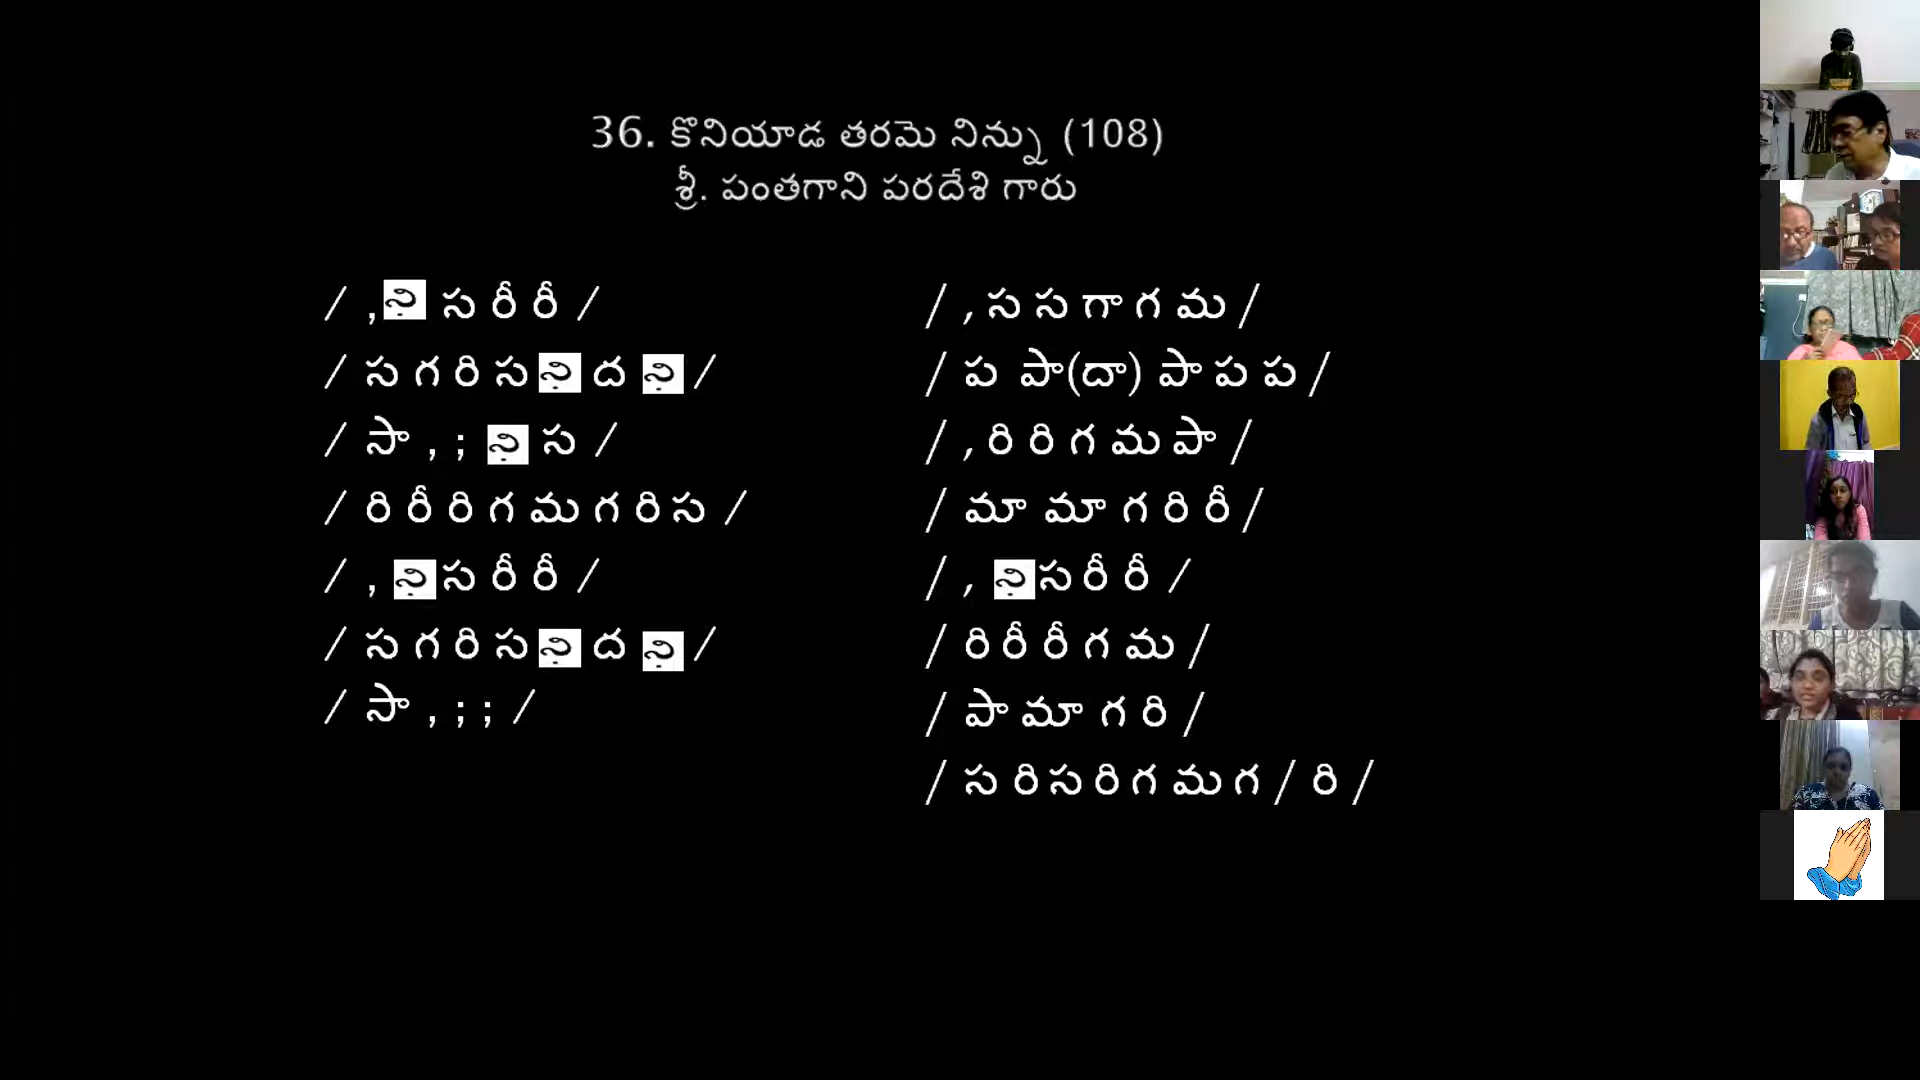 36. కొనియాడ తరమె నిన్ను (108)
శ్రీ. పంతగాని పరదేశి గారు
/ ,ని స రీ రీ /
/ స గ రి స ని ద ని /
/ సా , ; ని స /
/ రి రీ రి గ మ గ రి స /
/ , ని స రీ రీ /
/ స గ రి స ని ద ని /
/ సా , ; ; /
/ , స స గా గ మ /
/ ప పా(దా) పా ప ప /
/ , రి రి గ మ పా /
/ మా మా గ రి రీ /
/ , ని స రీ రీ /
/ రి రీ రీ గ మ /
/ పా మా గ రి /
/ స రి స రి గ మ గ / రి /